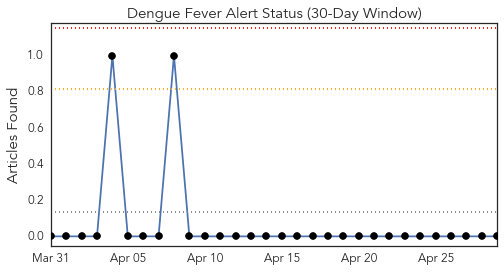 Dengue Fever Alert Status (30-Day Window)
Articles Found
1.0
0.8
0.6
0.4
0.2
0.0
Mar 31 Apr 05 Apr 10 Apr 15 Apr 20 Apr 25